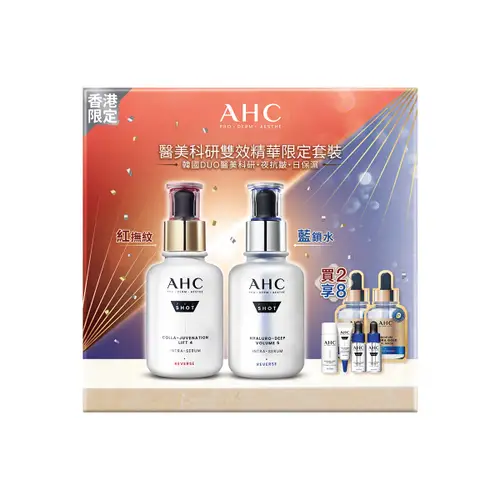 香港
限定
AHC
PRO | DERM | AESTHE
醫美科研雙效精華限定套裝
韓國DUO醫美科研•夜抗皺•日保濕
紅撫紋
藍鎖水
買2
享8
AHC
SHOT
COLLA-JUVENATION
LIFT 4
INTRA-SERUM
REVERSE
AHC
SHOT
HYALURO-DEEP
VOLUME 5
INTRA-SERUM
REVERSE
AHC